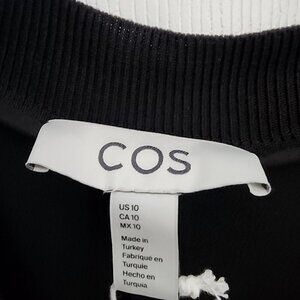 COS
US 10
CA 10
MX 10
Made in
Turkey
Fabriqué en
Turquie
Hecho en
Turquía